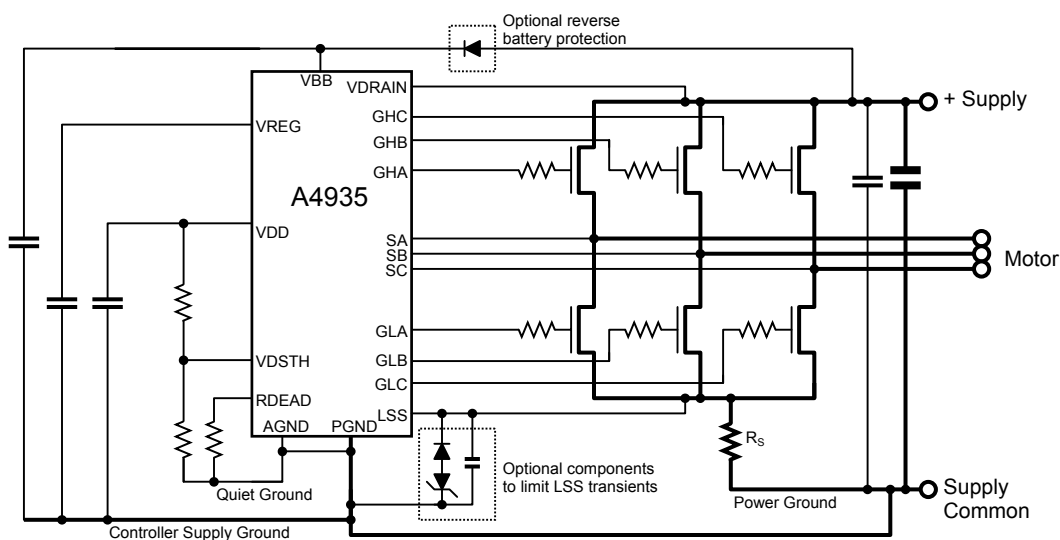 Optional reverse
battery protection
VBB
VDRAIN
+ Supply
GHC
VREG
GHB
GHA
A4935
VDD
SA
SB
SC
Motor
GLA
VDSTH
GLB
GLC
RDEAD
LSS
AGND
PGND
RS
Optional components
to limit LSS transients
Quiet Ground
Power Ground
Supply
Common
Controller Supply Ground